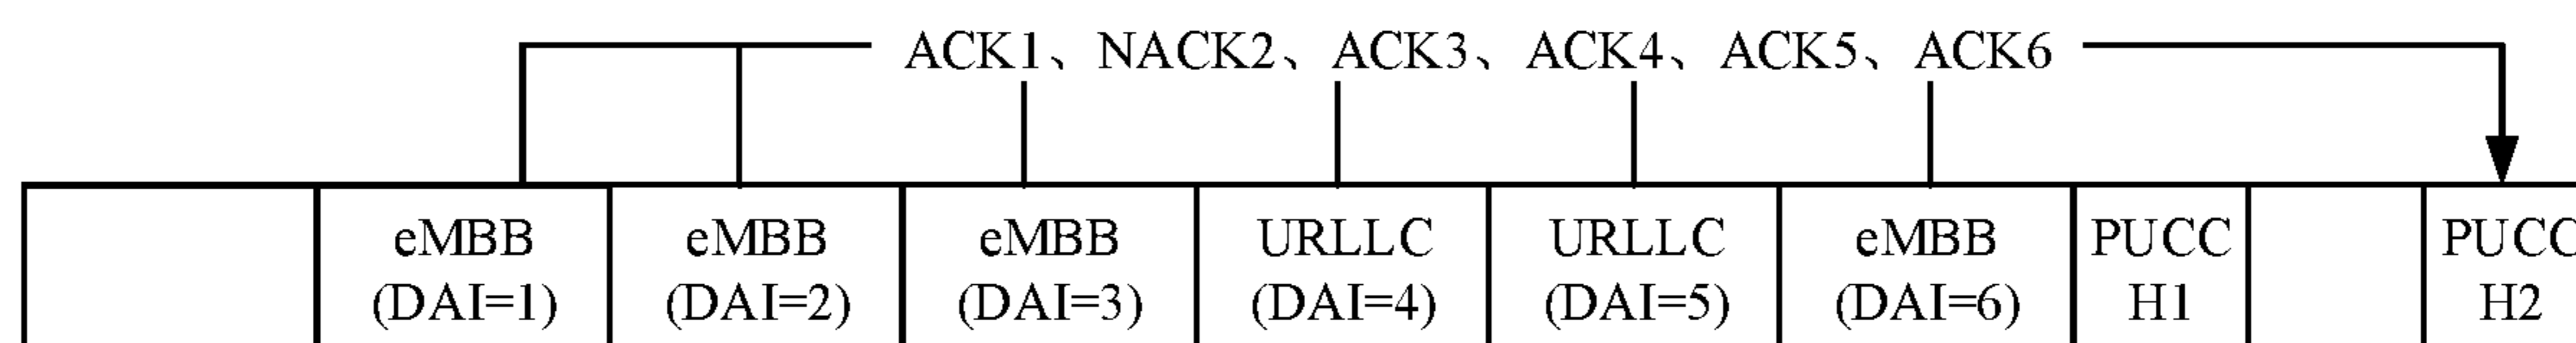 ACK1、NACK2、ACK3、ACK4、ACK5、ACK6
eMBB eMBB eMBB URLLC URLLC eMBB PUCC PUCC
(DAI=1) (DAI=2) (DAI=3) (DAI=4) (DAI=5) (DAI=6) H1 H2